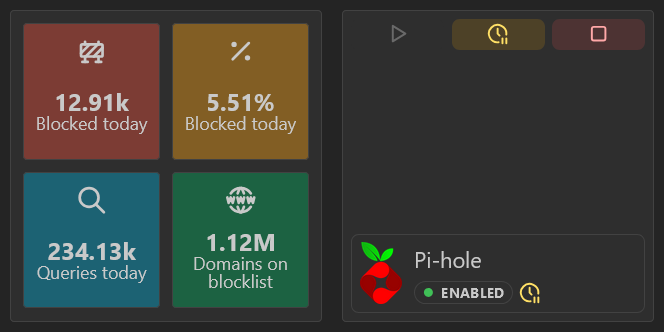 12.91k
Blocked today
5.51%
Blocked today
234.13k
Queries today
www
1.12M
Domains on
blocklist
Pi-hole
ENABLED